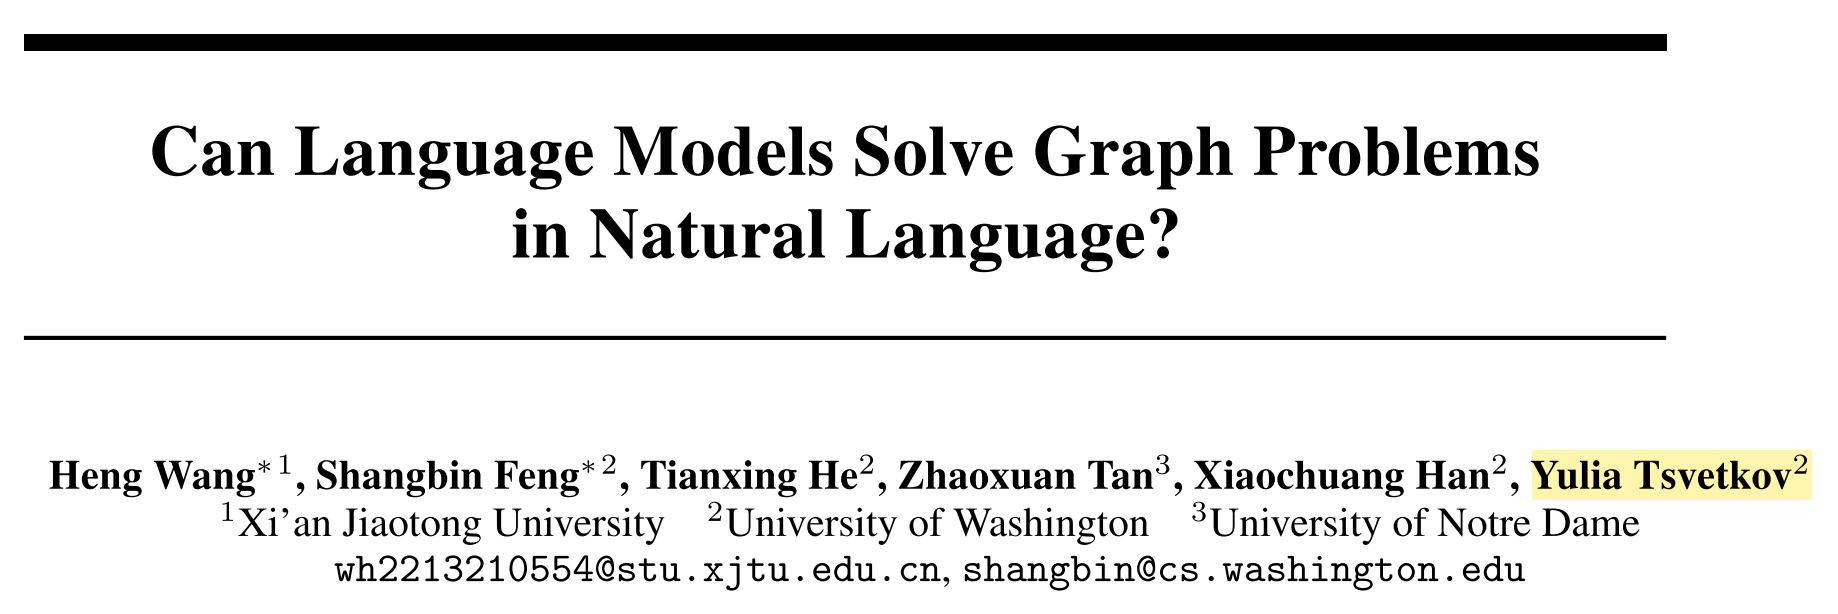 Can Language Models Solve Graph Problems
in Natural Language?
Heng Wang*1, Shangbin Feng*2, Tianxing He2, Zhaoxuan Tan3, Xiaochuang Han2, Yulia Tsvetkov2
1Xi'an Jiaotong University 2University of Washington 3University of Notre Dame
wh2213210554@stu.xjtu.edu.cn, shangbin@cs.washington.edu